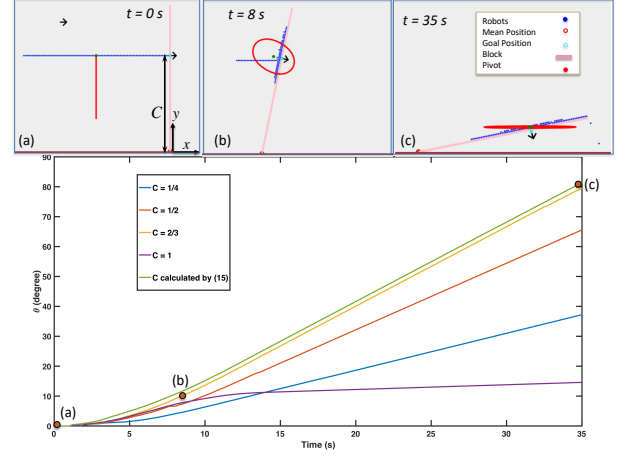 t = 0 s
C
y
x
(a)
t = 8 s
(b)
t = 35 s
Robots
Mean Position
Goal Position
Block
Pivot
(c)
90
80
70
60
50
40
30
20
10
0
θ (degree)
C = 1/4
C = 1/2
C = 2/3
C = 1
C calculated by (15)
(a)
(b)
(c)
0
5
10
15
20
25
30
35
Time (s)